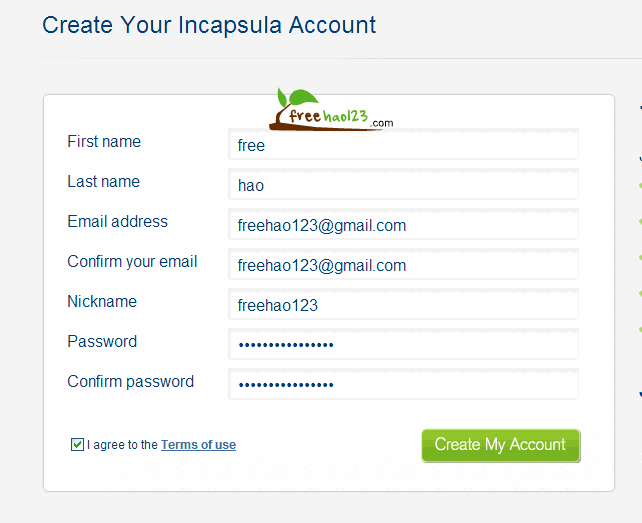 Create Your Incapsula Account
freehao123.com
First name free
Last name hao
Email address freehao123@gmail.com
Confirm your email freehao123@gmail.com
Nickname freehao123
Password ••••••••••••••••
Confirm password ••••••••••••••••
I agree to the Terms of use
Create My Account